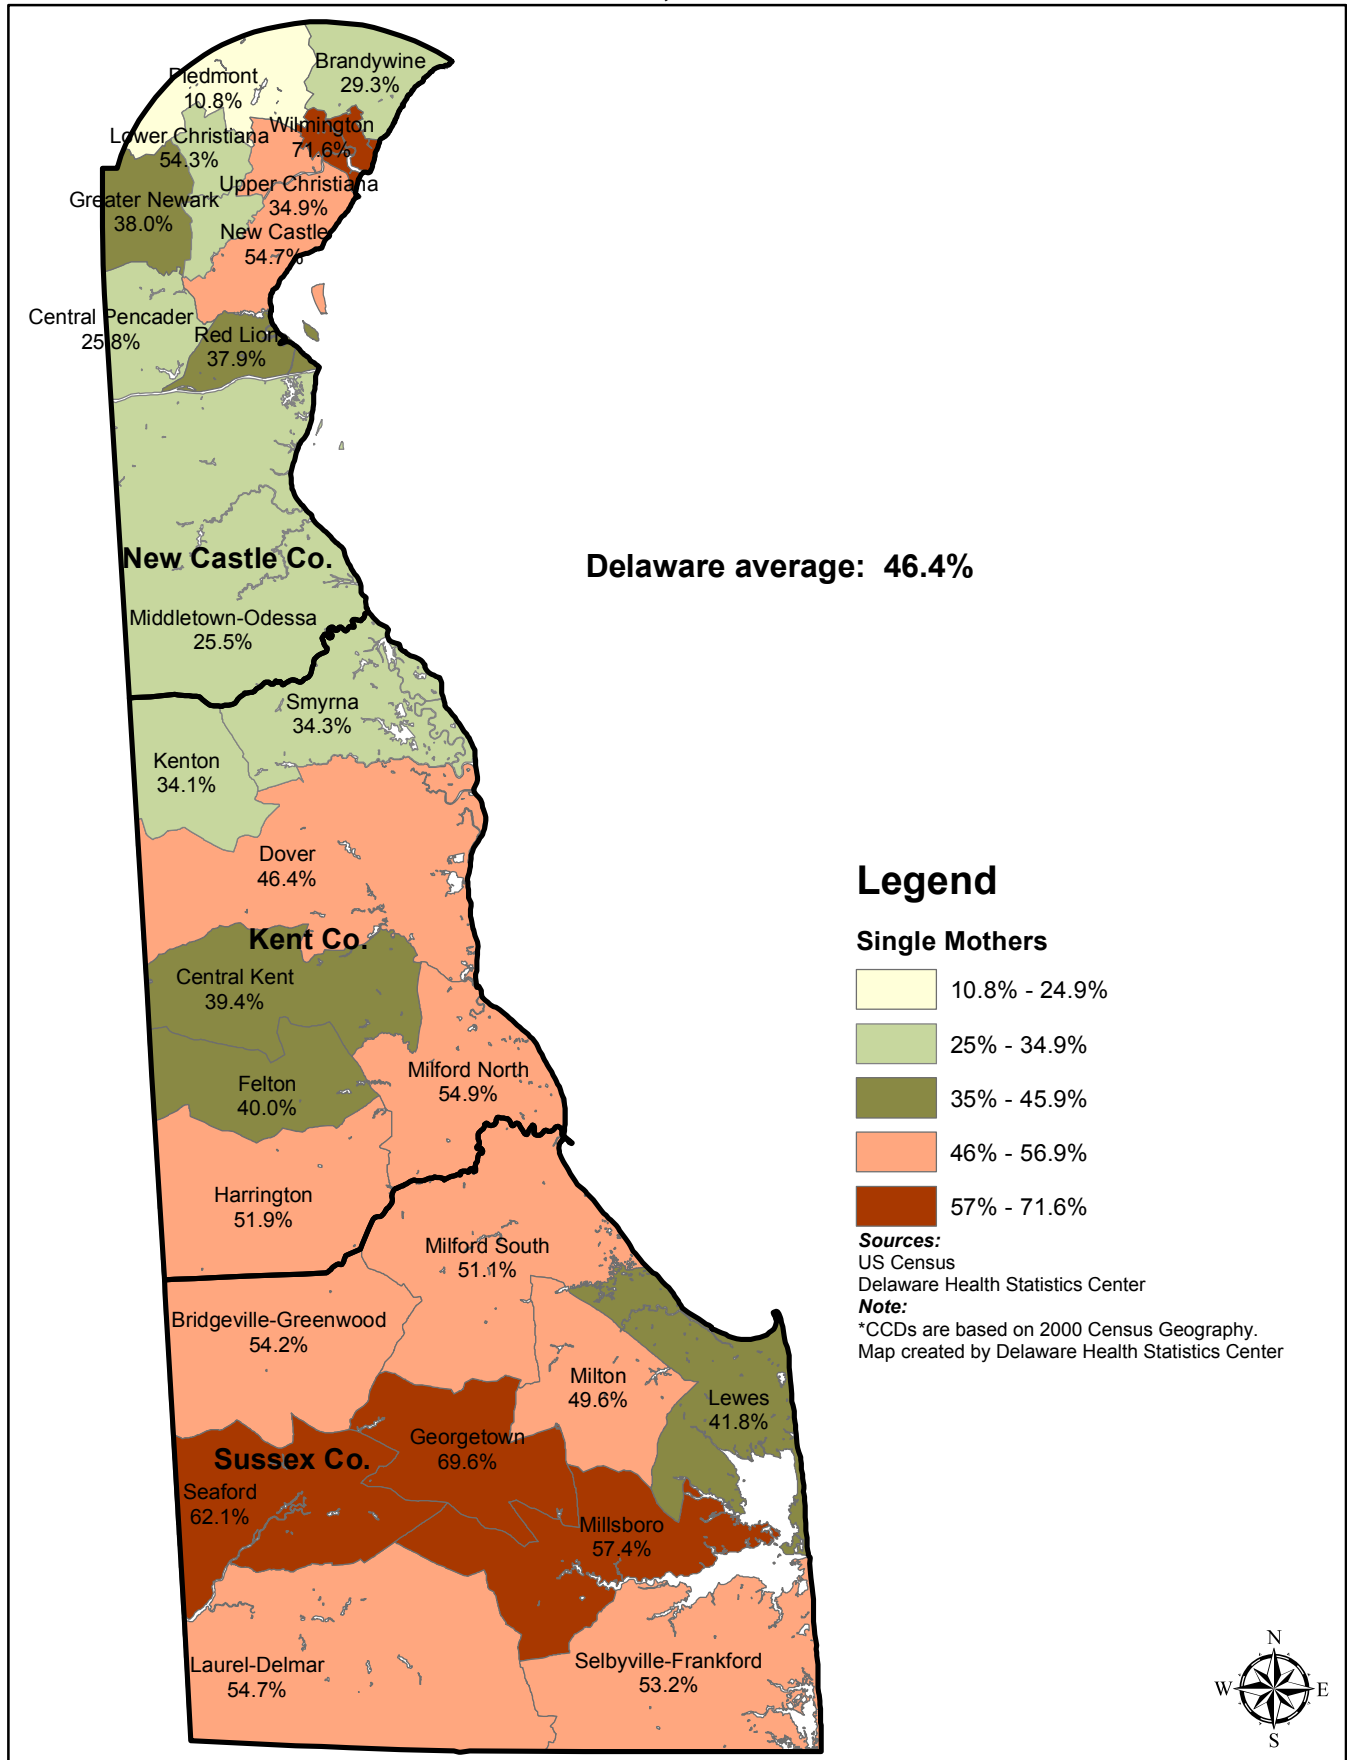 Piedmont
10.8%
Brandywine
29.3%
Lower Christiana
54.3%
Wilmington
71.6%
Greater Newark
38.0%
Upper Christiana
34.9%
New Castle
54.7%
Central Pencader
25.8%
Red Lion
37.9%
New Castle Co.
Delaware average: 46.4%
Middletown-Odessa
25.5%
Smyrna
34.3%
Kenton
34.1%
Dover
46.4%
Kent Co.
Central Kent
39.4%
Felton
40.0%
Milford North
54.9%
Harrington
51.9%
Milford South
51.1%
Bridgeville-Greenwood
54.2%
Milton
49.6%
Lewes
41.8%
Georgetown
69.6%
Sussex Co.
Seaford
62.1%
Millsboro
57.4%
Laurel-Delmar
54.7%
Selbyville-Frankford
53.2%
Legend
Single Mothers
10.8% - 24.9%
25% - 34.9%
35% - 45.9%
46% - 56.9%
57% - 71.6%
Sources:
US Census
Delaware Health Statistics Center
Note:
*CCDs are based on 2000 Census Geography.
Map created by Delaware Health Statistics Center
N
W E
S